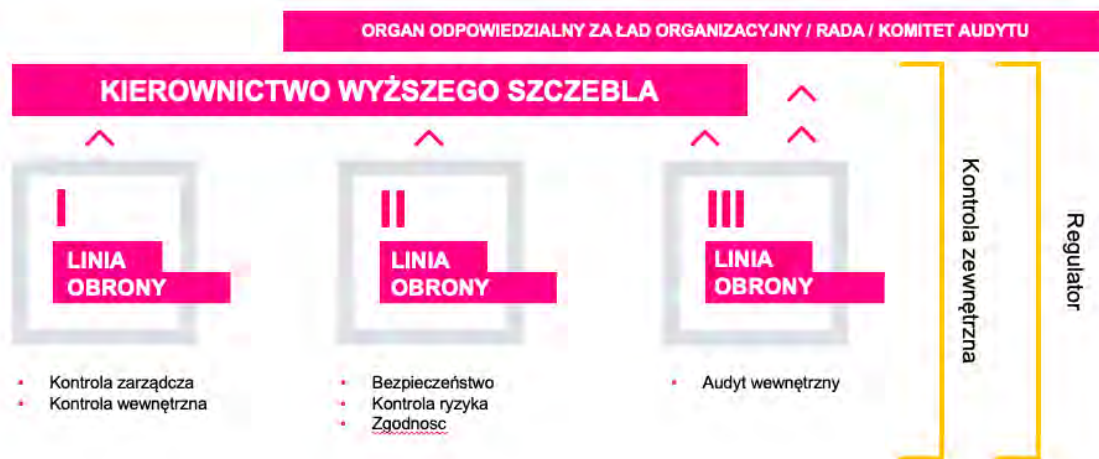 ORGAN ODPOWIEDZIALNY ZA ŁAD ORGANIZACYJNY / RADA / KOMITET AUDYTU
KIEROWNICTWO WYŻSZEGO SZCZEBLA
I
LINIA
OBRONY
• Kontrola zarządcza
• Kontrola wewnętrzna
II
LINIA
OBRONY
• Bezpieczeństwo
• Kontrola ryzyka
• Zgodnosc
III
LINIA
OBRONY
• Audyt wewnętrzny
Kontrola zewnętrzna
Regulator